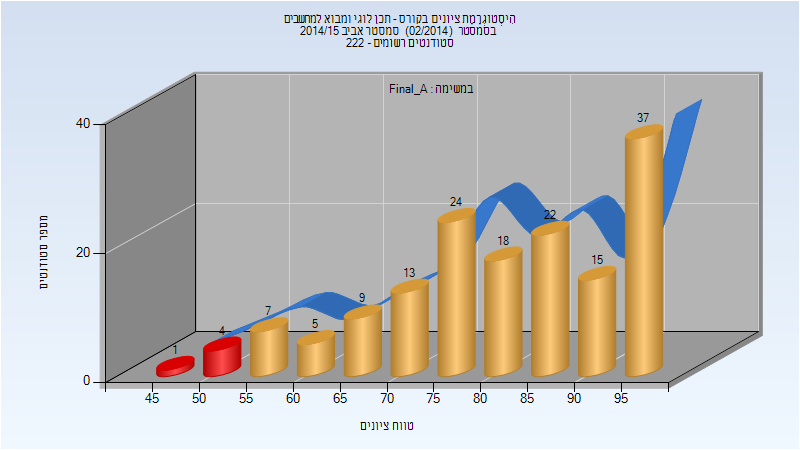 היסטוגרמת ציונים בקורס - תכן לוגי ומבוא למחשבים
בסמסטר (02/2014) סמסטר אביב 2014/15
סטודנטים רשומים - 222
במשימה : Final_A
מספר סטודנטים
40
20
0
1
4
7
5
9
13
24
18
22
15
37
45 50 55 60 65 70 75 80 85 90 95
טווח ציונים